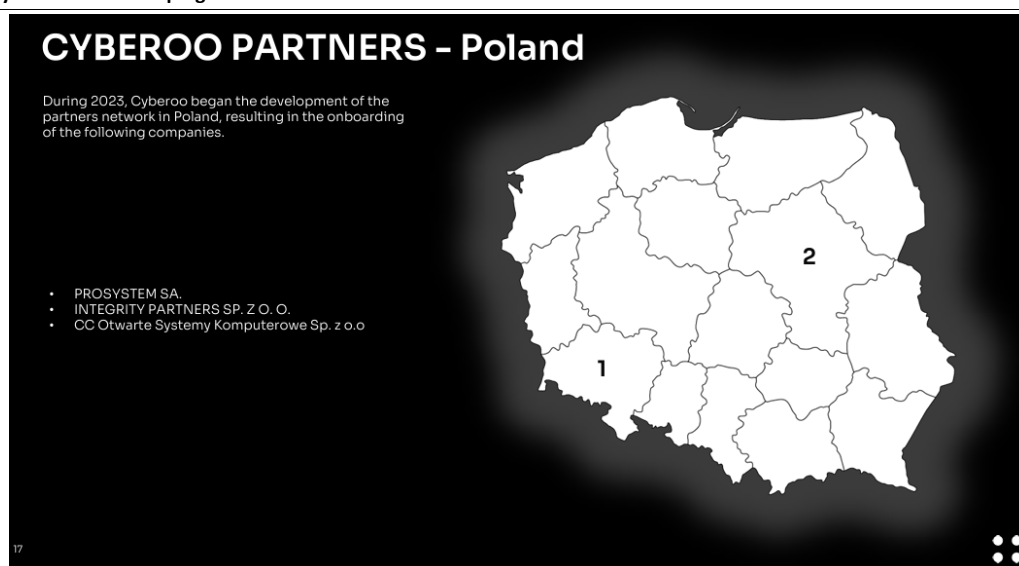 CYBEROO PARTNERS - Poland
During 2023, Cyberoo began the development of the
partners network in Poland, resulting in the onboarding
of the following companies.
2
• PROSYSTEM SA.
• INTEGRITY PARTNERS SP. Z O. O.
• CC Otwarte Systemy Komputerowe Sp. z o.o
1
17